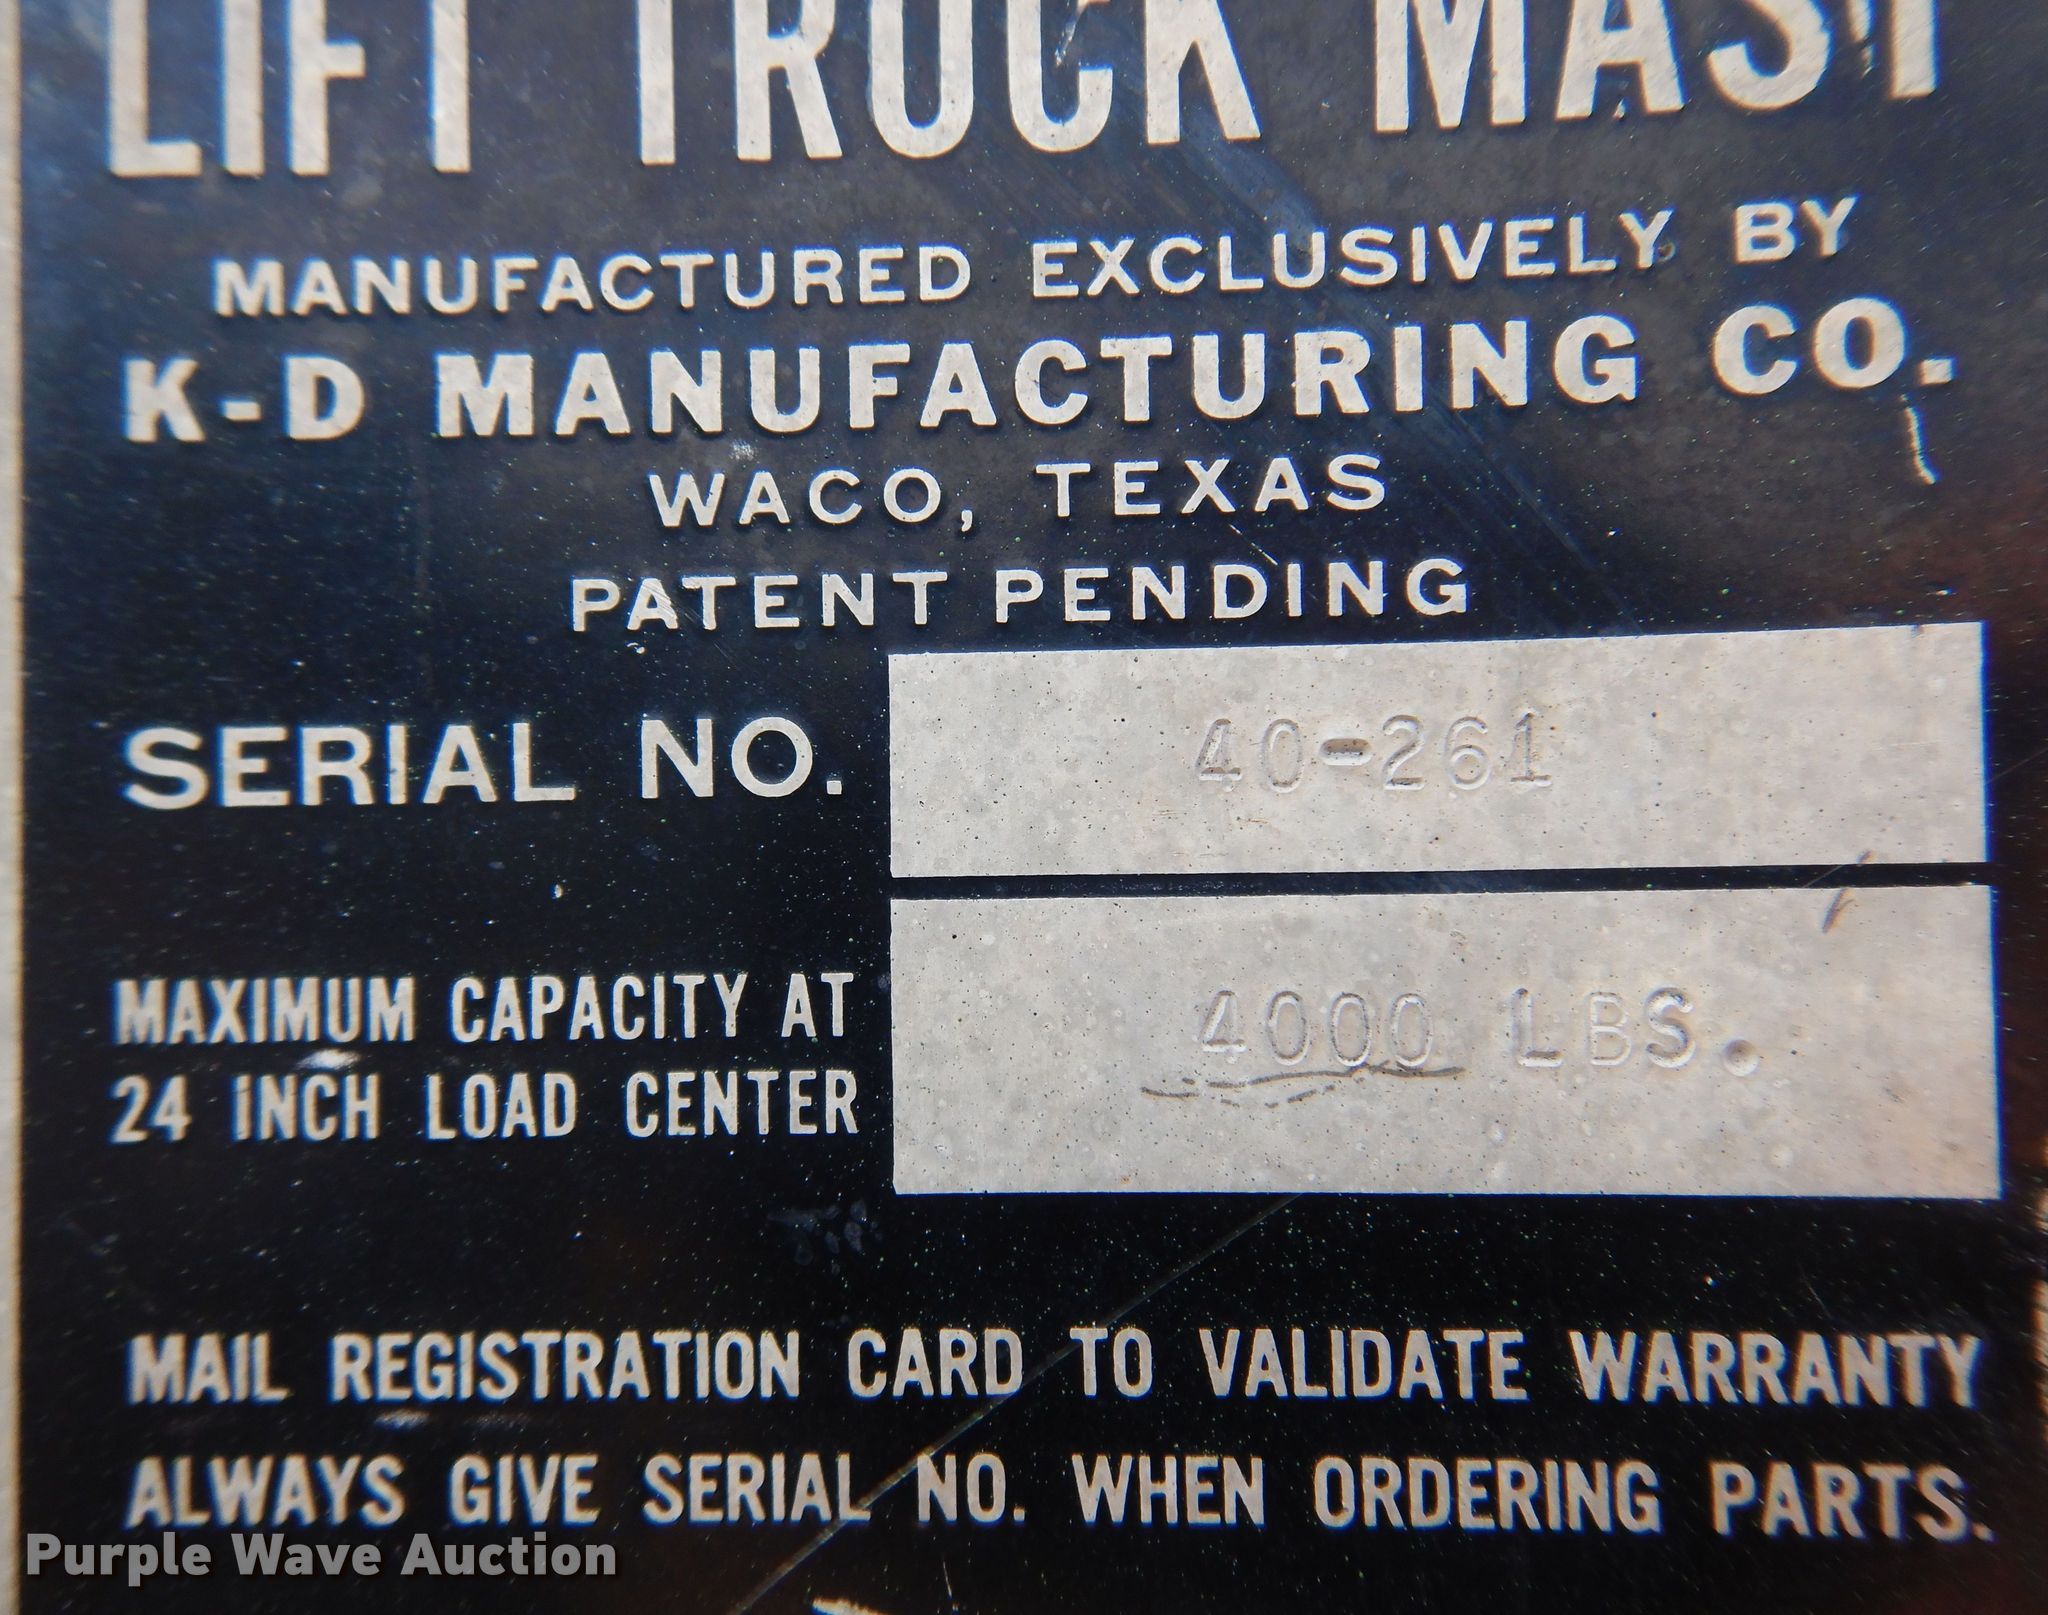 LIFT TRUCK MAST
MANUFACTURED EXCLUSIVELY BY
K-D MANUFACTURING CO.
WACO, TEXAS
PATENT PENDING
SERIAL NO. 40-261
MAXIMUM CAPACITY AT
24 INCH LOAD CENTER
4000 LBS.
MAIL REGISTRATION CARD TO VALIDATE WARRANTY
ALWAYS GIVE SERIAL NO. WHEN ORDERING PARTS.
Purple Wave Auction